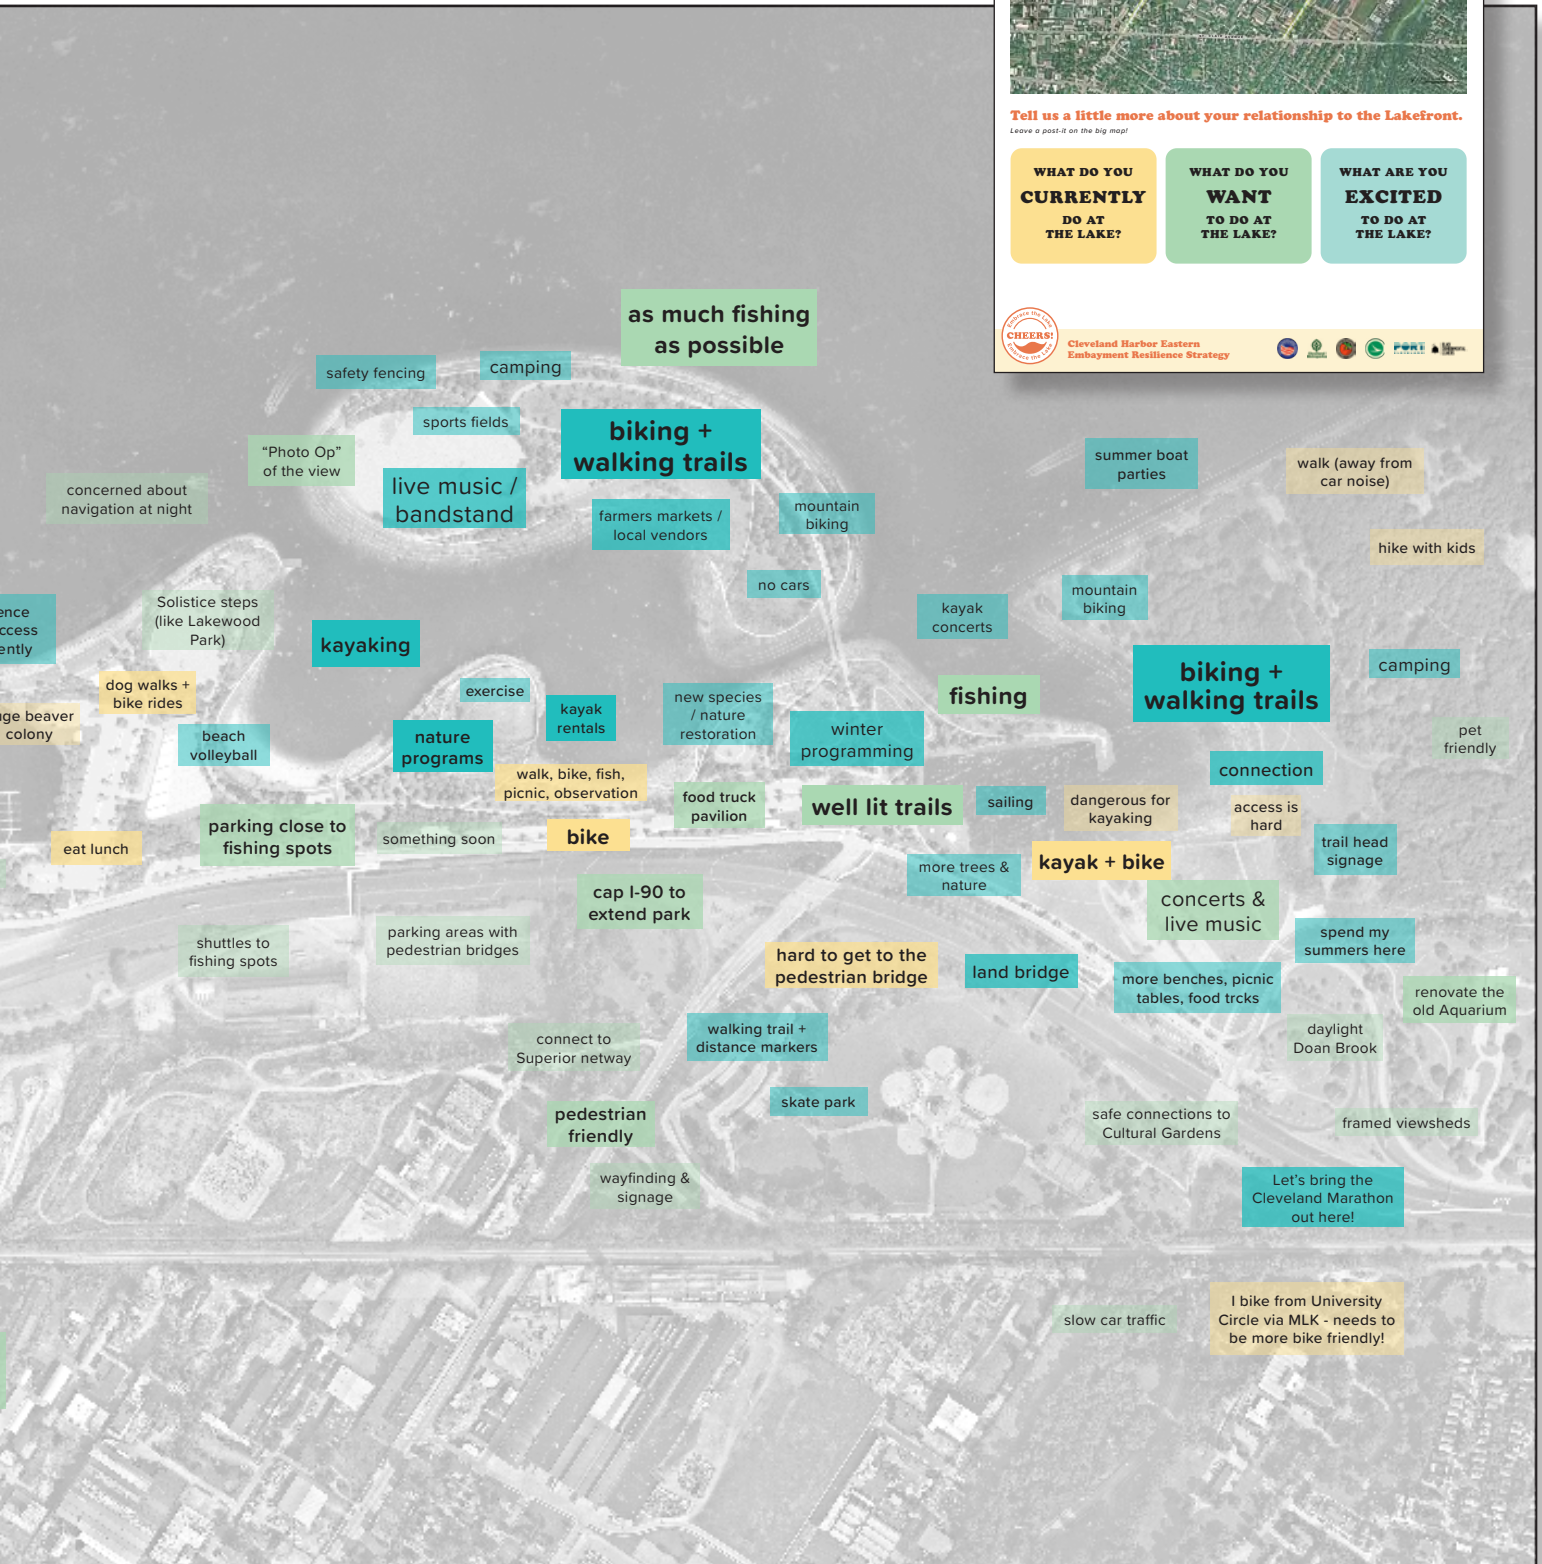 Tell us a little more about your relationship to the Lakefront.
Leave a post-it on the big map!
WHAT DO YOU
CURRENTLY
DO AT
THE LAKE?
WHAT DO YOU
WANT
TO DO AT
THE LAKE?
WHAT ARE YOU
EXCITED
TO DO AT
THE LAKE?
Embrace the Lake
CHEERS!
Embrace the Lake
Cleveland Harbor Eastern
Embayment Resilience Strategy
PORT
as much fishing
as possible
safety fencing
camping
sports fields
biking +
walking trails
"Photo Op"
of the view
live music /
bandstand
concerned about
navigation at night
farmers markets /
local vendors
mountain
biking
summer boat
parties
walk (away from
car noise)
hike with kids
no cars
mountain
biking
kayak
concerts
Solistice steps
(like Lakewood
Park)
kayaking
biking +
walking trails
camping
dog walks +
bike rides
exercise
fishing
new species
/ nature
restoration
kayak
rentals
colony
beach
volleyball
nature
programs
winter
programming
pet
friendly
connection
walk, bike, fish,
picnic, observation
food truck
pavilion
well lit trails
sailing
dangerous for
kayaking
access is
hard
parking close to
fishing spots
something soon
bike
eat lunch
trail head
signage
kayak + bike
more trees &
nature
cap I-90 to
extend park
concerts &
live music
spend my
summers here
shuttles to
fishing spots
parking areas with
pedestrian bridges
hard to get to the
pedestrian bridge
land bridge
more benches, picnic
tables, food trcks
renovate the
old Aquarium
connect to
Superior netway
walking trail +
distance markers
daylight
Doan Brook
skate park
pedestrian
friendly
safe connections to
Cultural Gardens
framed viewsheds
wayfinding &
signage
Let's bring the
Cleveland Marathon
out here!
slow car traffic
I bike from University
Circle via MLK - needs to
be more bike friendly!